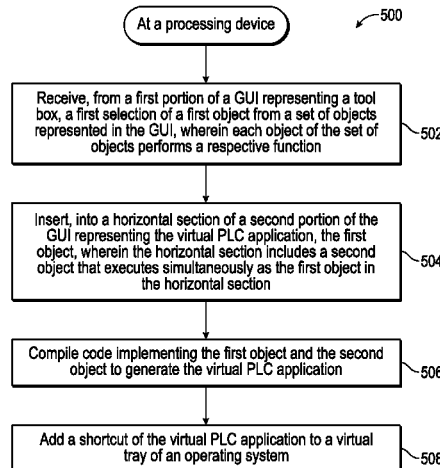 At a processing device
500
Receive, from a first portion of a GUI representing a tool
box, a first selection of a first object from a set of objects
represented in the GUI, wherein each object of the set of
objects performs a respective function
502
Insert, into a horizontal section of a second portion of the
GUI representing the virtual PLC application, the first
object, wherein the horizontal section includes a second
object that executes simultaneously as the first object in
the horizontal section
504
Compile code implementing the first object and the second
object to generate the virtual PLC application
506
Add a shortcut of the virtual PLC application to a virtual
tray of an operating system
508